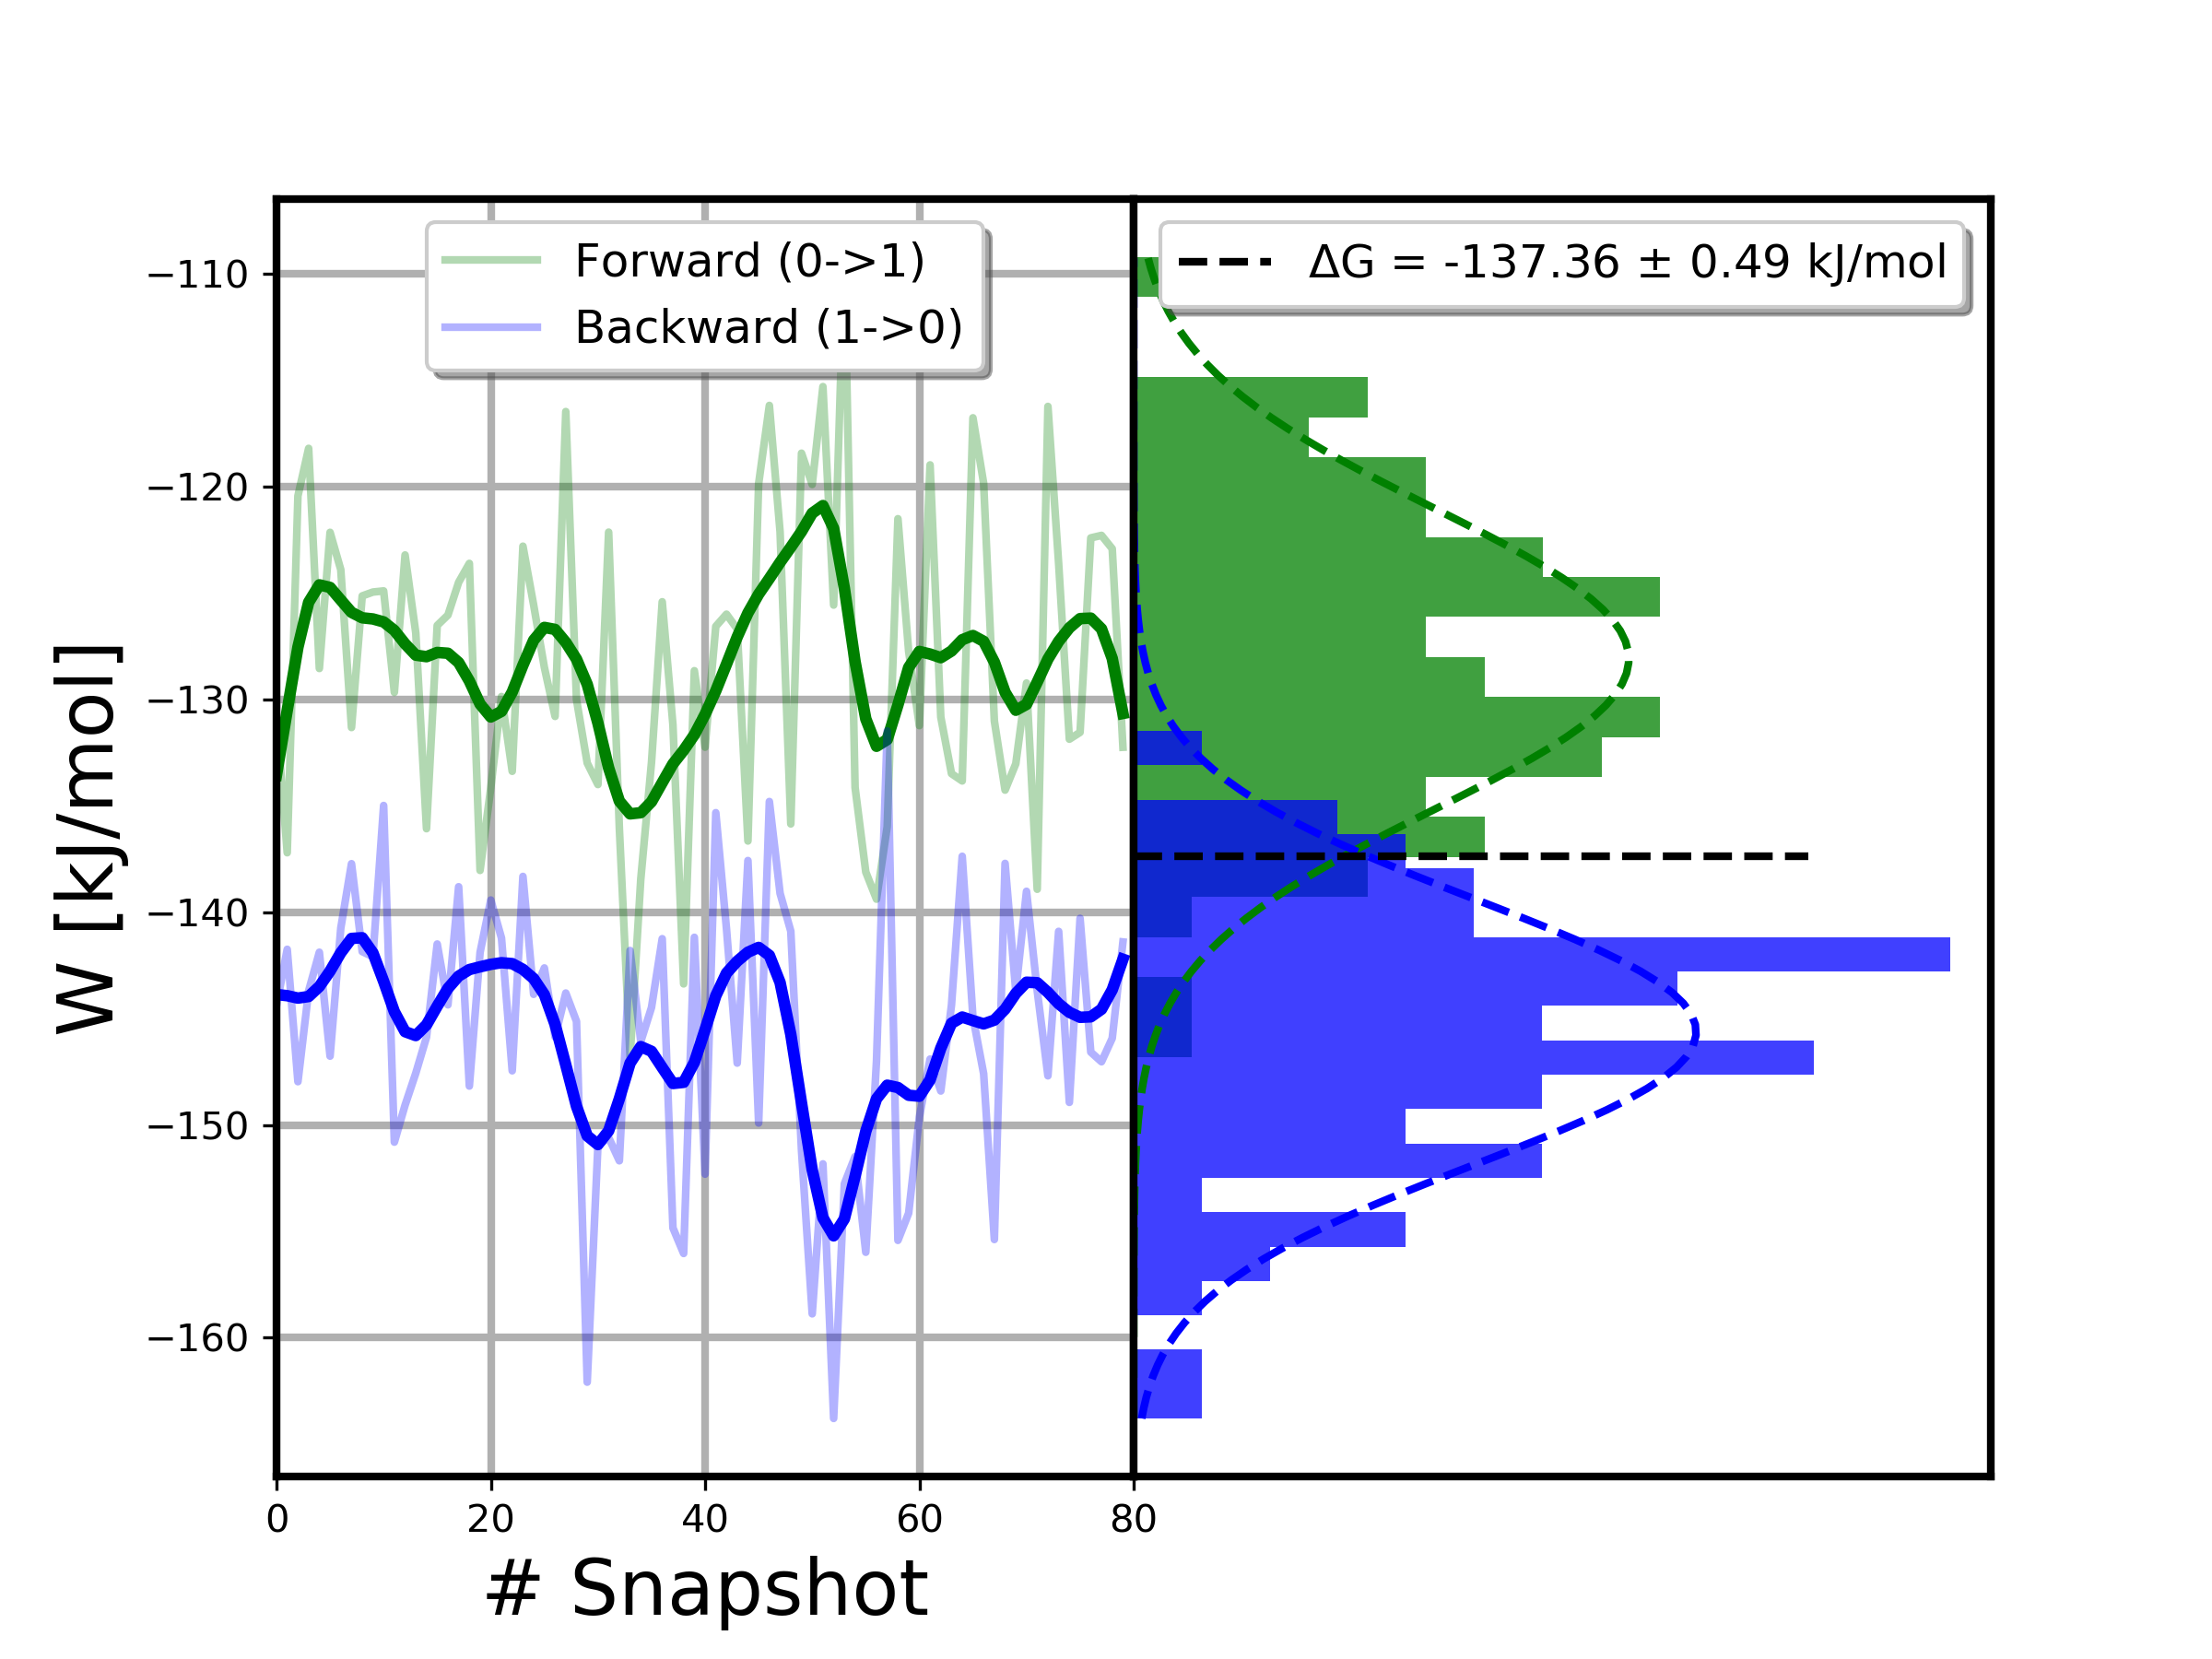 Forward (0->1)
Backward (1->0)
ΔG = -137.36 ± 0.49 kJ/mol
W [kJ/mol]
−110
−120
−130
−140
−150
−160
0 20 40 60 80
# Snapshot